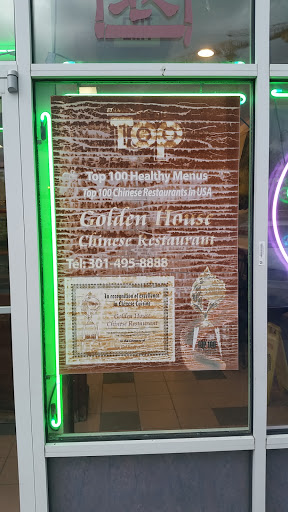 Top
Top 100 Healthy Menus
Top 100 Chinese Restaurants in USA
Golden House
Chinese Restaurant
Tel: 301-495-8888
In recognition of Excellence
in Chinese Cuisine
Golden House
Chinese Restaurant